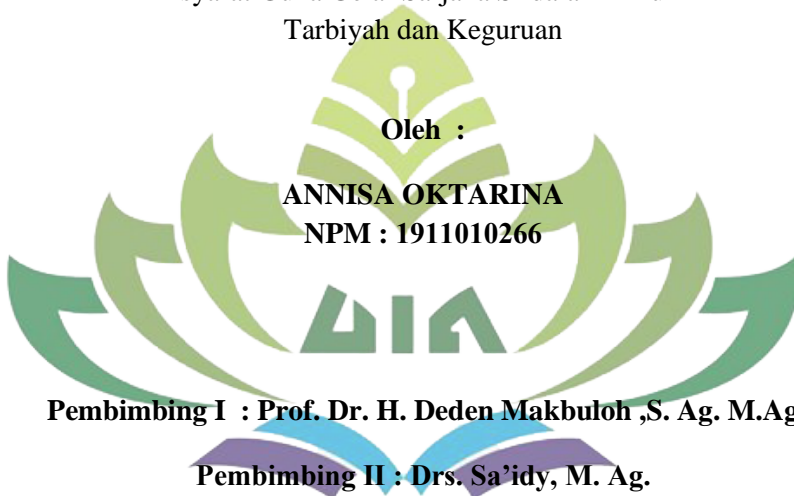 Tarbiyah dan Keguruan
Oleh :
ANNISA OKTARINA
NPM : 1911010266
UIN
Pembimbing I : Prof. Dr. H. Deden Makbuloh ,S. Ag. M.Ag
Pembimbing II : Drs. Sa’idy, M. Ag.